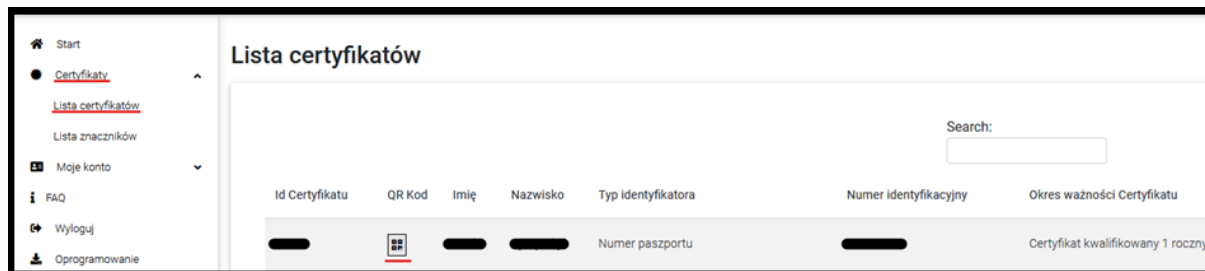 Start
Certyfikaty
Lista certyfikatów
Lista znaczników
Moje konto
FAQ
Wyloguj
Oprogramowanie
Lista certyfikatów
Search:
Id Certyfikatu QR Kod Imię Nazwisko Typ identyfikatora Numer identyfikacyjny Okres ważności Certyfikatu
Numer paszportu Certyfikat kwalifikowany 1 roczny